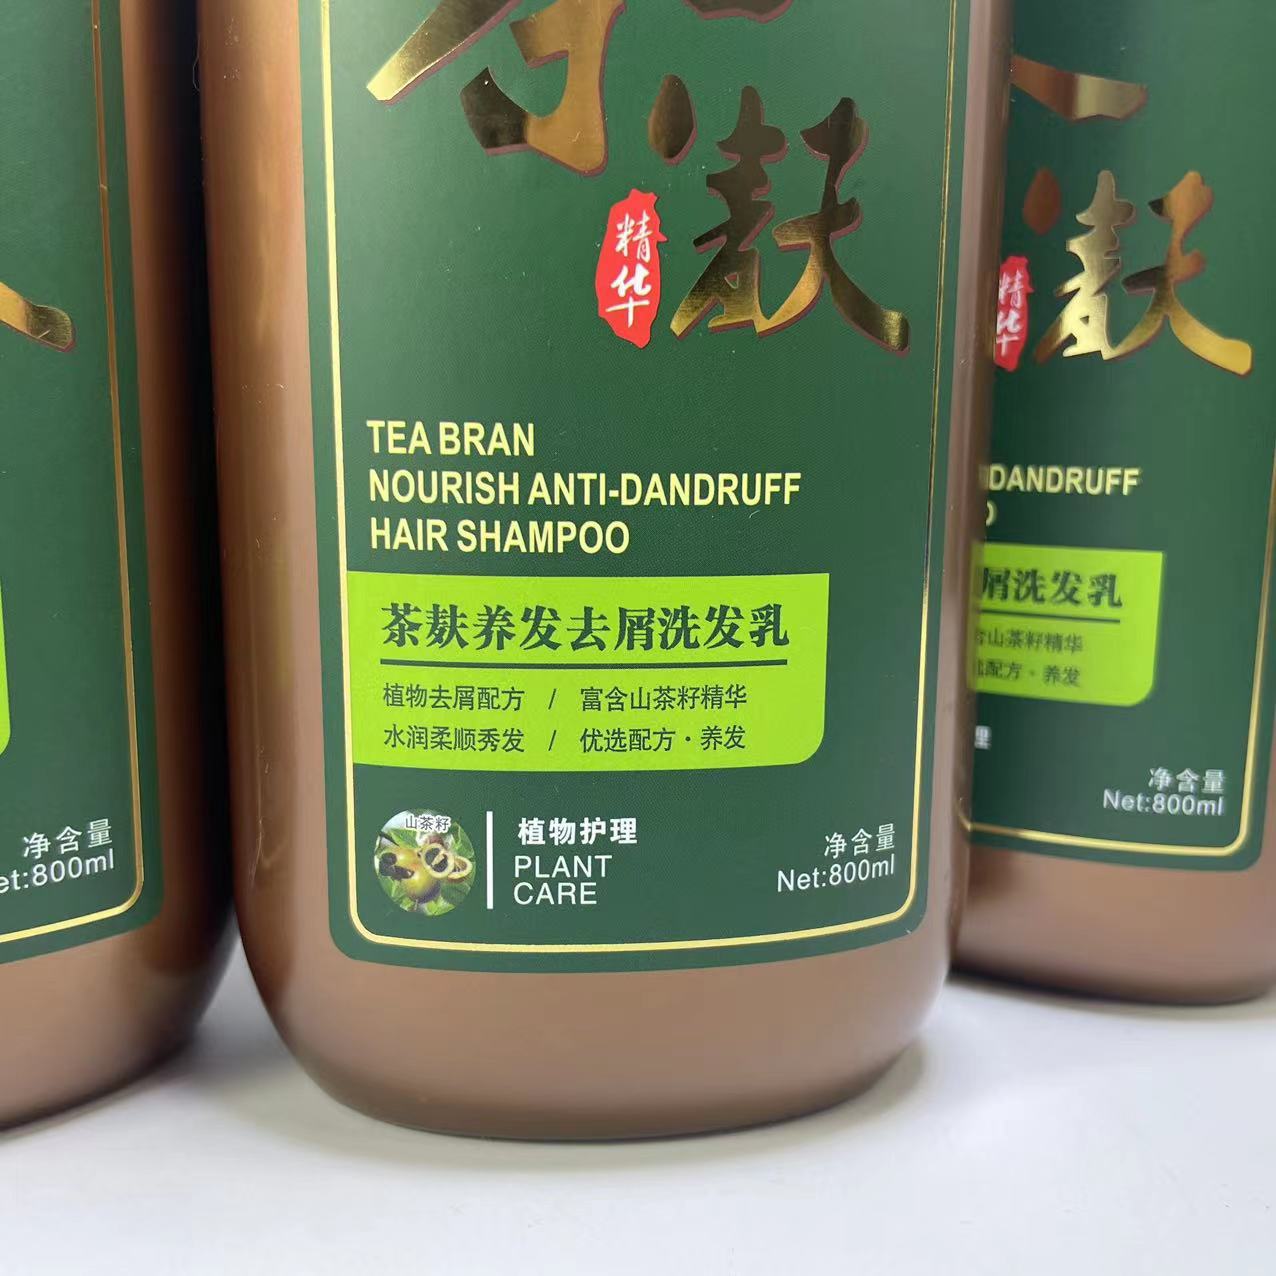 茶麸
精华
TEA BRAN
NOURISH ANTI-DANDRUFF
HAIR SHAMPOO
茶麸养发去屑洗发乳
植物去屑配方 / 富含山茶籽精华
水润柔顺秀发 / 优选配方·养发
山茶籽
植物护理
PLANT
CARE
净含量
Net:800ml
净含量
et:800ml
麸
精华
DANDRUFF
屑洗发乳
山茶籽精华
配方·养发
理
净含量
Net:800ml